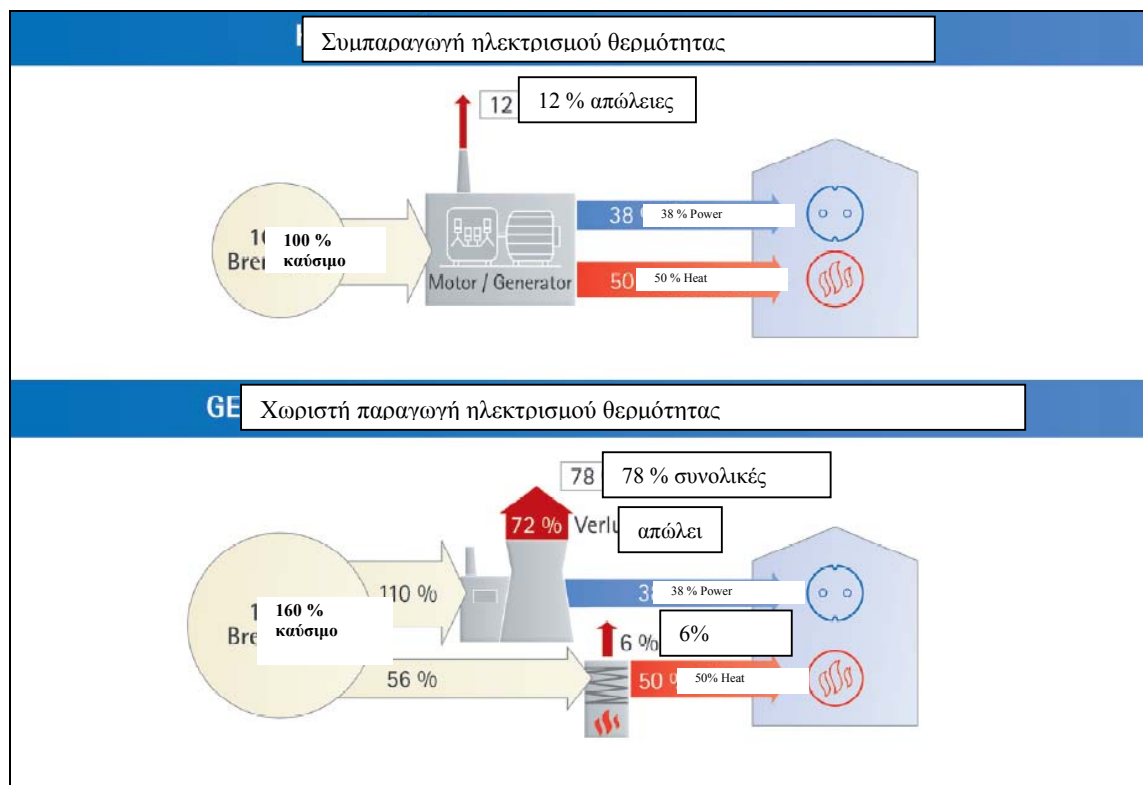 Συμπαραγωγή ηλεκτρισμού θερμότητας
12 12 % απώλειες
38 % 38 % Power
100 %
καύσιμο
Motor / Generator
50 50 % Heat
GE Χωριστή παραγωγή ηλεκτρισμού θερμότητας
78 78 % συνολικές
72 % απώλει
110 %
38 % Power
160 %
καύσιμο
6 % 6%
56 %
50 % 50% Heat